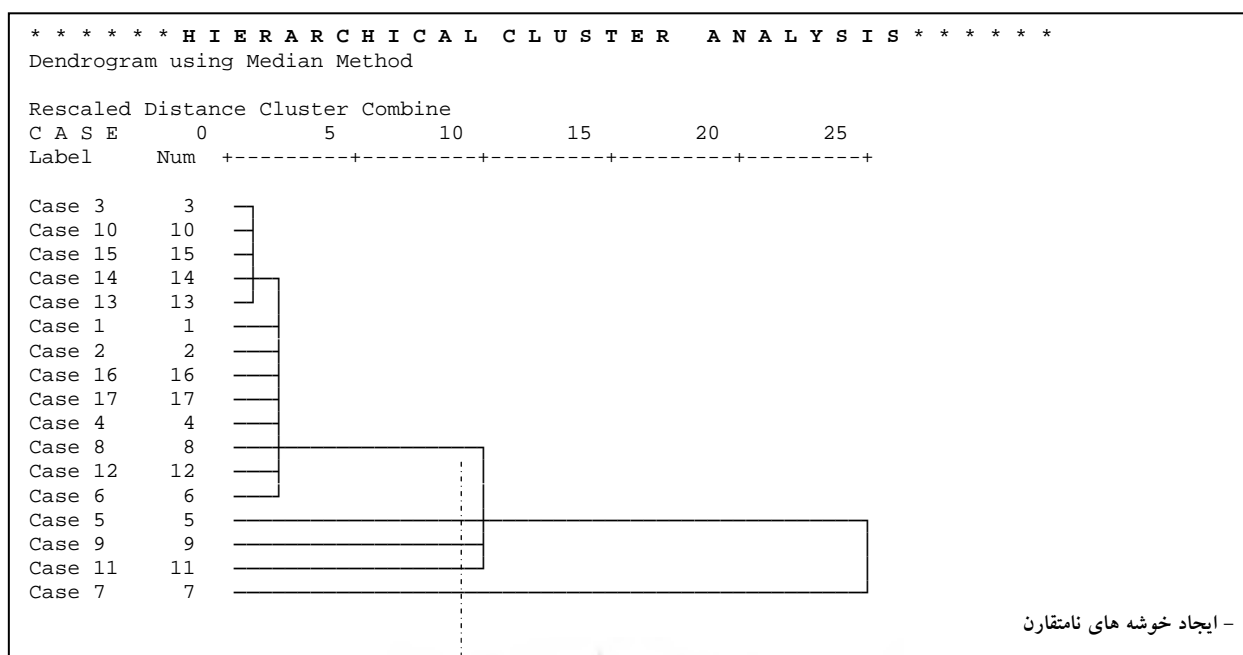 * * * * * * H I E R A R C H I C A L C L U S T E R A N A L Y S I S * * * * * *
Dendrogram using Median Method
Rescaled Distance Cluster Combine
C A S E 0 5 10 15 20 25
Label Num +---------+---------+---------+---------+---------+
Case 3 3
Case 10 10
Case 15 15
Case 14 14
Case 13 13
Case 1 1
Case 2 2
Case 16 16
Case 17 17
Case 4 4
Case 8 8
Case 12 12
Case 6 6
Case 5 5
Case 9 9
Case 11 11
Case 7 7
- ایجاد خوشه های نامتقارن